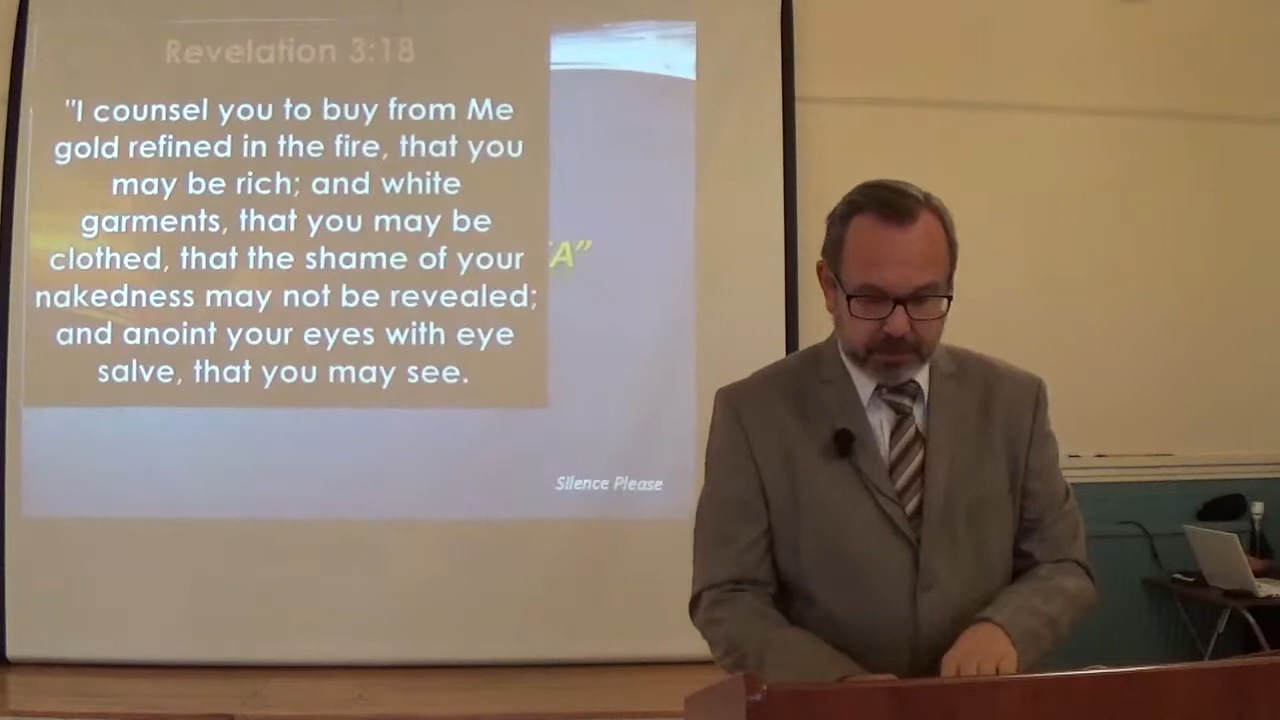 Revelation 3:18
"I counsel you to buy from Me
gold refined in the fire, that you
may be rich; and white
garments, that you may be
clothed, that the shame of your
nakedness may not be revealed;
and anoint your eyes with eye
salve, that you may see.
A”
Silence Please